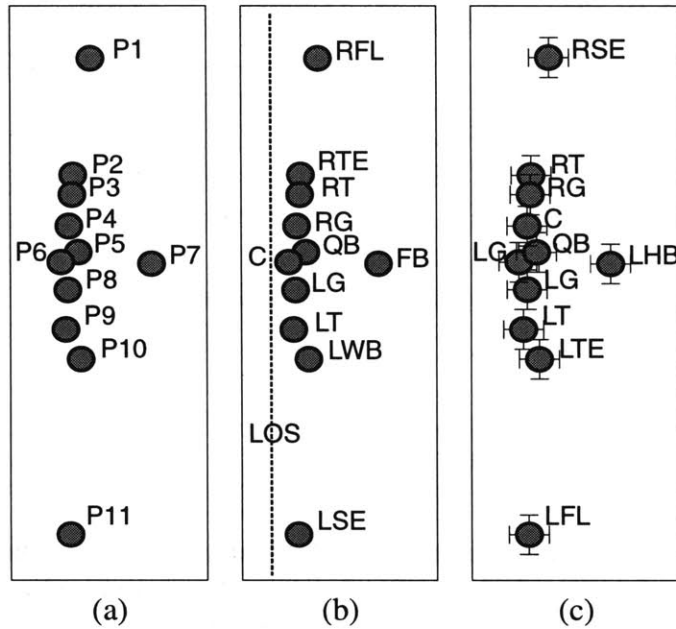 P1
P2
P3
P4
P5
P6
P7
P8
P9
P10
P11
(a)
RFL
RTE
RT
RG
QB
C
FB
LG
LT
LWB
LOS
LSE
(b)
RSE
RT
RG
C
QB
LG
LHB
LG
LT
LTE
LFL
(c)